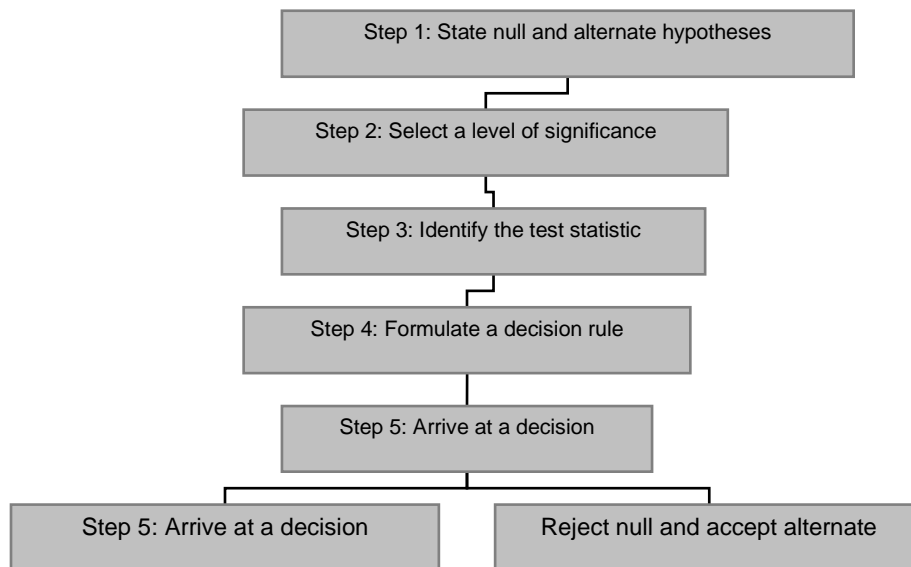 Step 1: State null and alternate hypotheses
Step 2: Select a level of significance
Step 3: Identify the test statistic
Step 4: Formulate a decision rule
Step 5: Arrive at a decision
Step 5: Arrive at a decision
Reject null and accept alternate